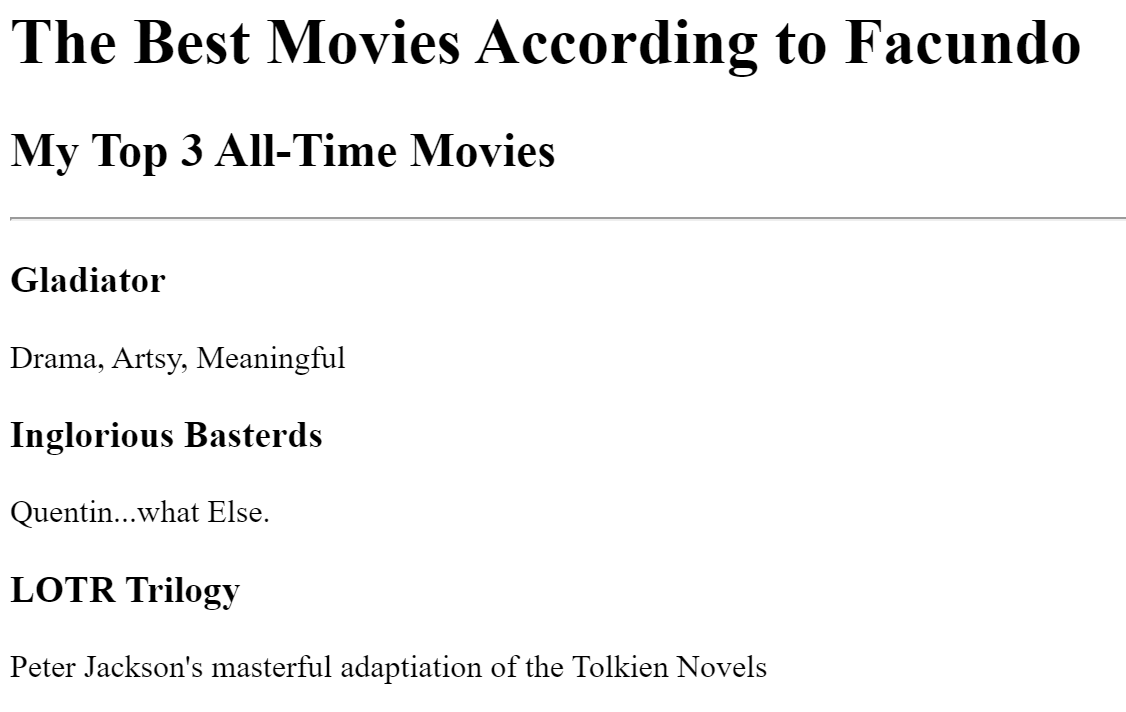 The Best Movies According to Facundo
My Top 3 All-Time Movies
Gladiator
Drama, Artsy, Meaningful
Inglorious Basterds
Quentin...what Else.
LOTR Trilogy
Peter Jackson's masterful adaptiation of the Tolkien Novels